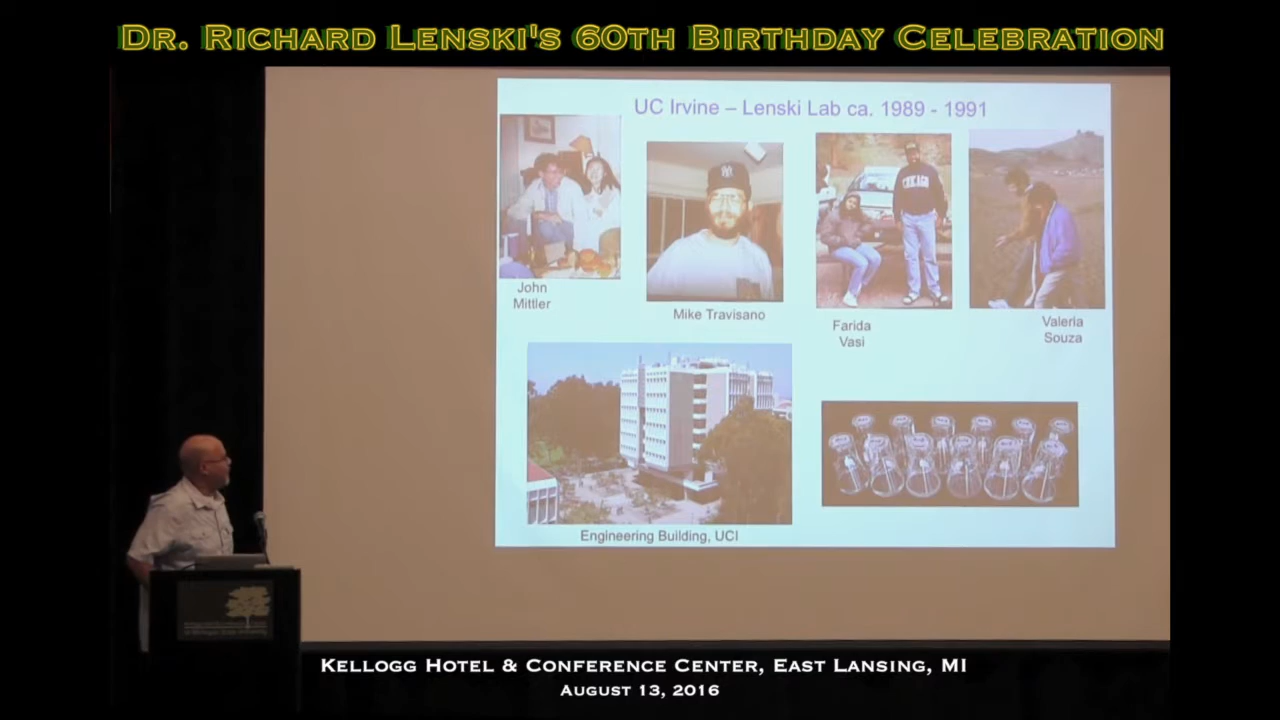 Dr. Richard Lenski's 60th Birthday Celebration
UC Irvine – Lenski Lab ca. 1989 - 1991
CHICAGO
John
Mittler
Mike Travisano
Farida
Vasi
Valeria
Souza
Engineering Building, UCI
Kellogg Hotel & Conference Center, East Lansing, MI
August 13, 2016